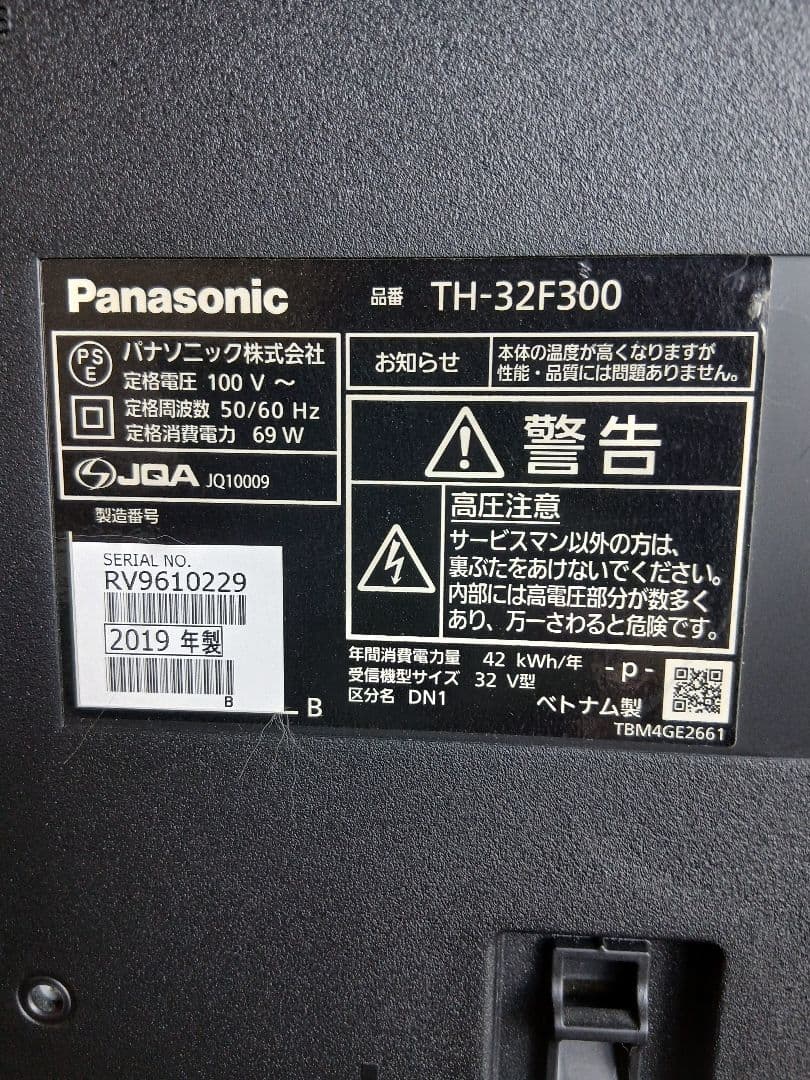 Panasonic 品番 TH-32F300
PS
E
パナソニック株式会社
定格電圧 100 V ～
定格周波数 50/60 Hz
定格消費電力 69 W
JQA JQ10009
製造番号
SERIAL NO.
RV9610229
2019 年製
B
B
お知らせ
本体の温度が高くなりますが
性能・品質には問題ありません。
警告
高圧注意
サービスマン以外の方は、
裏ぶたをあけないでください。
内部には高電圧部分が数多く
あり、万一さわると危険です。
年間消費電力量 42 kWh/年
受信機型サイズ 32 V型
区分名 DN1
- p -
ベトナム製
TBM4GE2661